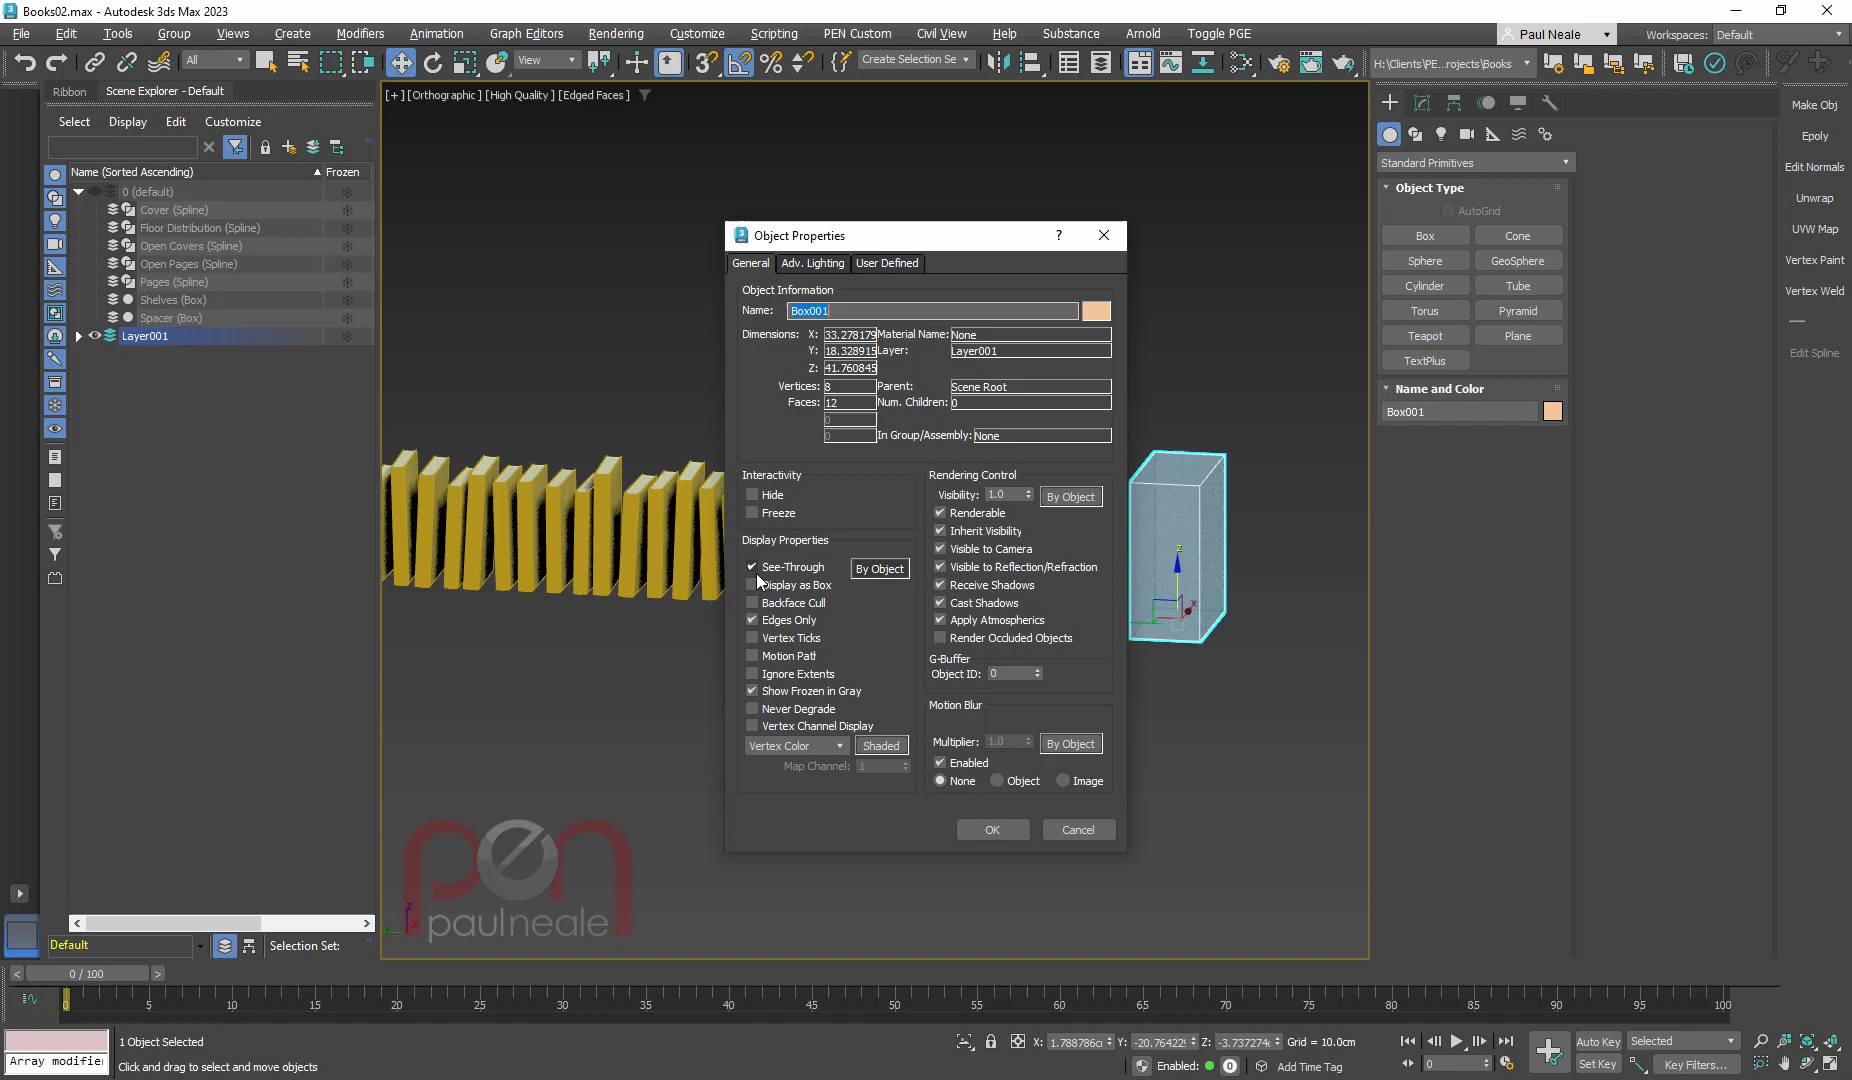 Books02.max - Autodesk 3ds Max 2023
File Edit Tools Group Views Create Modifiers Animation Graph Editors Rendering Customize Scripting PEN Custom Civil View Help Substance Arnold Toggle PGE Paul Neale Workspaces: Default
All View Create Selection Se H:\Clients\PE...rojects\Books
Ribbon Scene Explorer - Default
Select Display Edit Customize
Name (Sorted Ascending) Frozen
0 (default)
Cover (Spline)
Floor Distribution (Spline)
Open Covers (Spline)
Open Pages (Spline)
Pages (Spline)
Shelves (Box)
Spacer (Box)
Layer001
Default Selection Set:
[+] [Orthographic] [High Quality] [Edged Faces]
Object Properties
General Adv. Lighting User Defined
Object Information
Name: Box001
Dimensions: X: 33.278179 Material Name: None
Y: 18.328915 Layer: Layer001
Z: 41.760845
Vertices: 8 Parent: Scene Root
Faces: 12 Num. Children: 0
0
0 In Group/Assembly: None
Interactivity
Hide
Freeze
Display Properties
See-Through By Object
Display as Box
Backface Cull
Edges Only
Vertex Ticks
Motion Path
Ignore Extents
Show Frozen in Gray
Never Degrade
Vertex Channel Display
Vertex Color Shaded
Map Channel: 1
Rendering Control
Visibility: 1.0 By Object
Renderable
Inherit Visibility
Visible to Camera
Visible to Reflection/Refraction
Receive Shadows
Cast Shadows
Apply Atmospherics
Render Occluded Objects
G-Buffer
Object ID: 0
Motion Blur
Multiplier: 1.0 By Object
Enabled
None Object Image
OK Cancel
z
x
pen
paulneale
Standard Primitives
Object Type
AutoGrid
Box Cone
Sphere GeoSphere
Cylinder Tube
Torus Pyramid
Teapot Plane
TextPlus
Name and Color
Box001
Make Obj
Epoly
Edit Normals
Unwrap
UVW Map
Vertex Paint
Vertex Weld
Edit Spline
< 0 / 100 >
0 5 10 15 20 25 30 35 40 45 50 55 60 65 70 75 80 85 90 95 100
1 Object Selected
Array modifie
Click and drag to select and move objects
X: 1.788786c Y: -20.764229 Z: -3.737274c Grid = 10.0cm
Enabled: 0 Add Time Tag
0
Auto Key Selected
Set Key Key Filters...